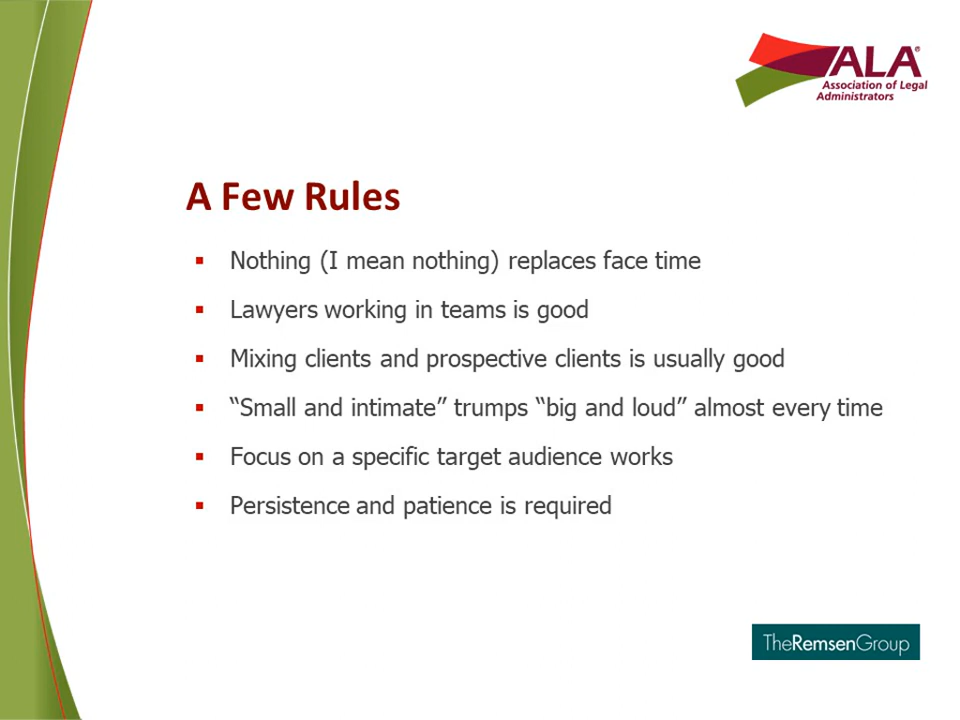 ALA®
Association of Legal
Administrators
A Few Rules
▪ Nothing (I mean nothing) replaces face time
▪ Lawyers working in teams is good
▪ Mixing clients and prospective clients is usually good
▪ “Small and intimate” trumps “big and loud” almost every time
▪ Focus on a specific target audience works
▪ Persistence and patience is required
TheRemsenGroup